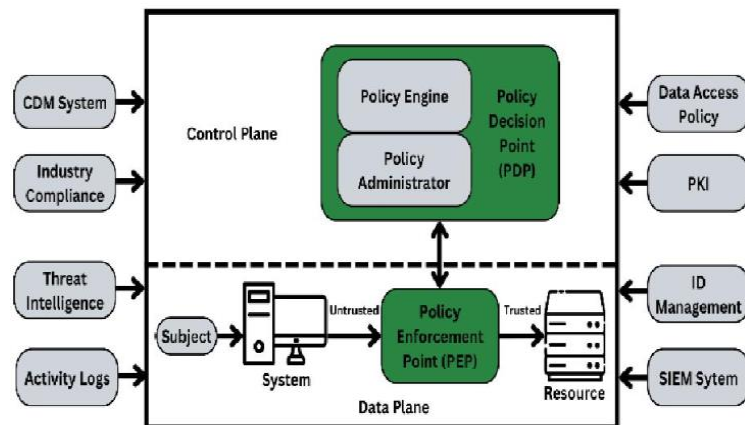 CDM System
Industry
Compliance
Threat
Intelligence
Activity Logs
Control Plane
Policy Engine
Policy
Administrator
Policy
Decision
Point
(PDP)
Subject
System
Untrusted
Policy
Enforcement
Point (PEP)
Trusted
Resource
Data Plane
Data Access
Policy
PKI
ID
Management
SIEM Sytem